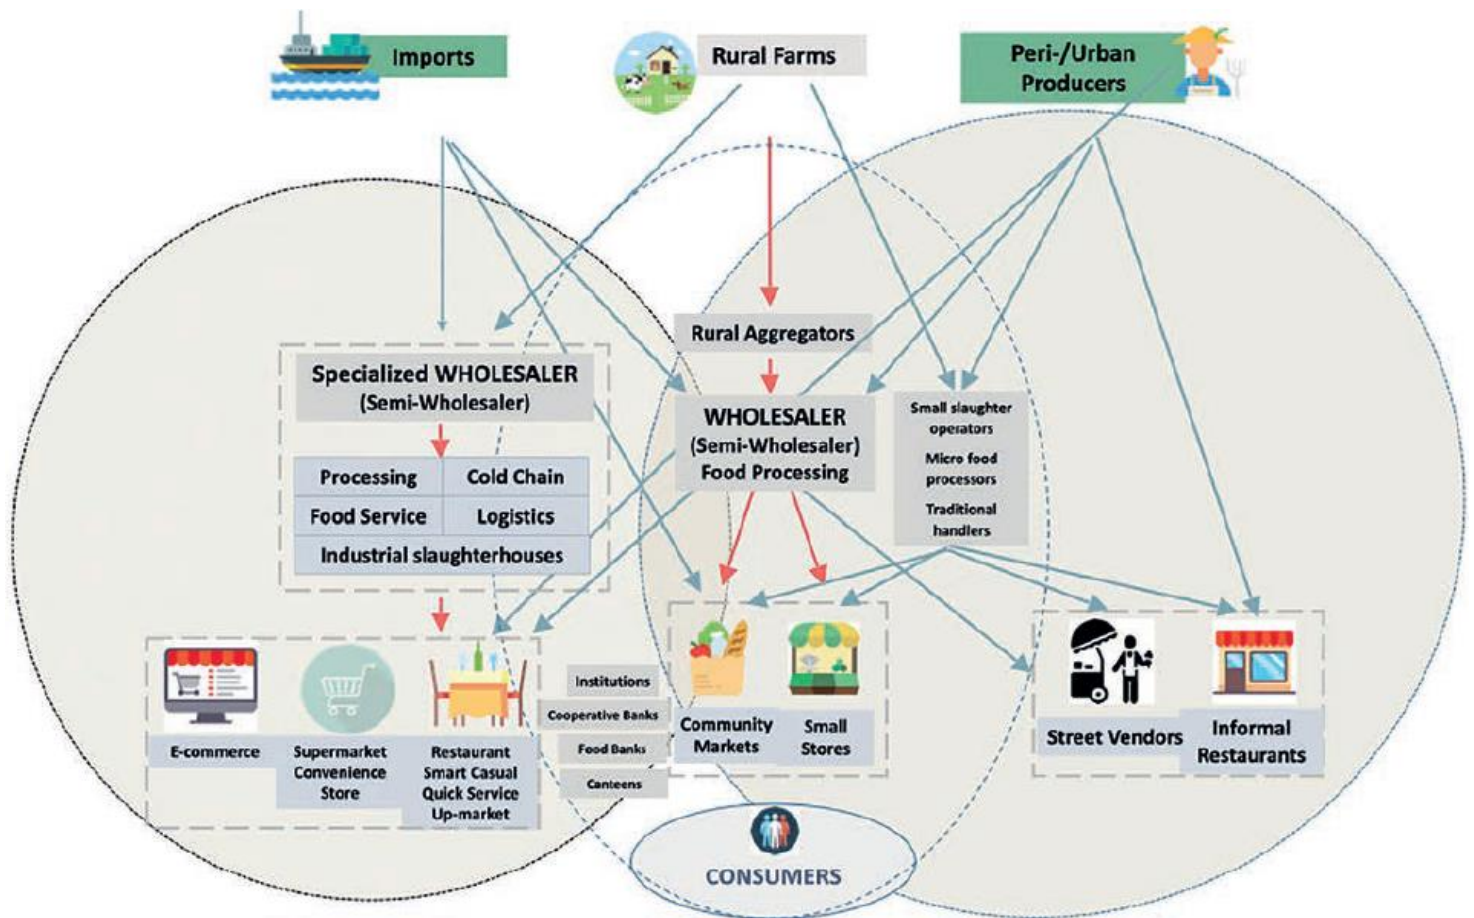 Imports
Rural Farms
Peri-/Urban
Producers
Rural Aggregators
Specialized WHOLESALER
(Semi-Wholesaler)
WHOLESALER
(Semi-Wholesaler)
Food Processing
Small slaughter
operators
Micro food
processors
Traditional
handlers
Processing
Cold Chain
Food Service
Logistics
Industrial slaughterhouses
E-commerce
Supermarket
Convenience
Store
Restaurant
Smart Casual
Quick Service
Up-market
Institutions
Cooperative Banks
Food Banks
Canteens
Community
Markets
Small
Stores
Street Vendors
Informal
Restaurants
CONSUMERS